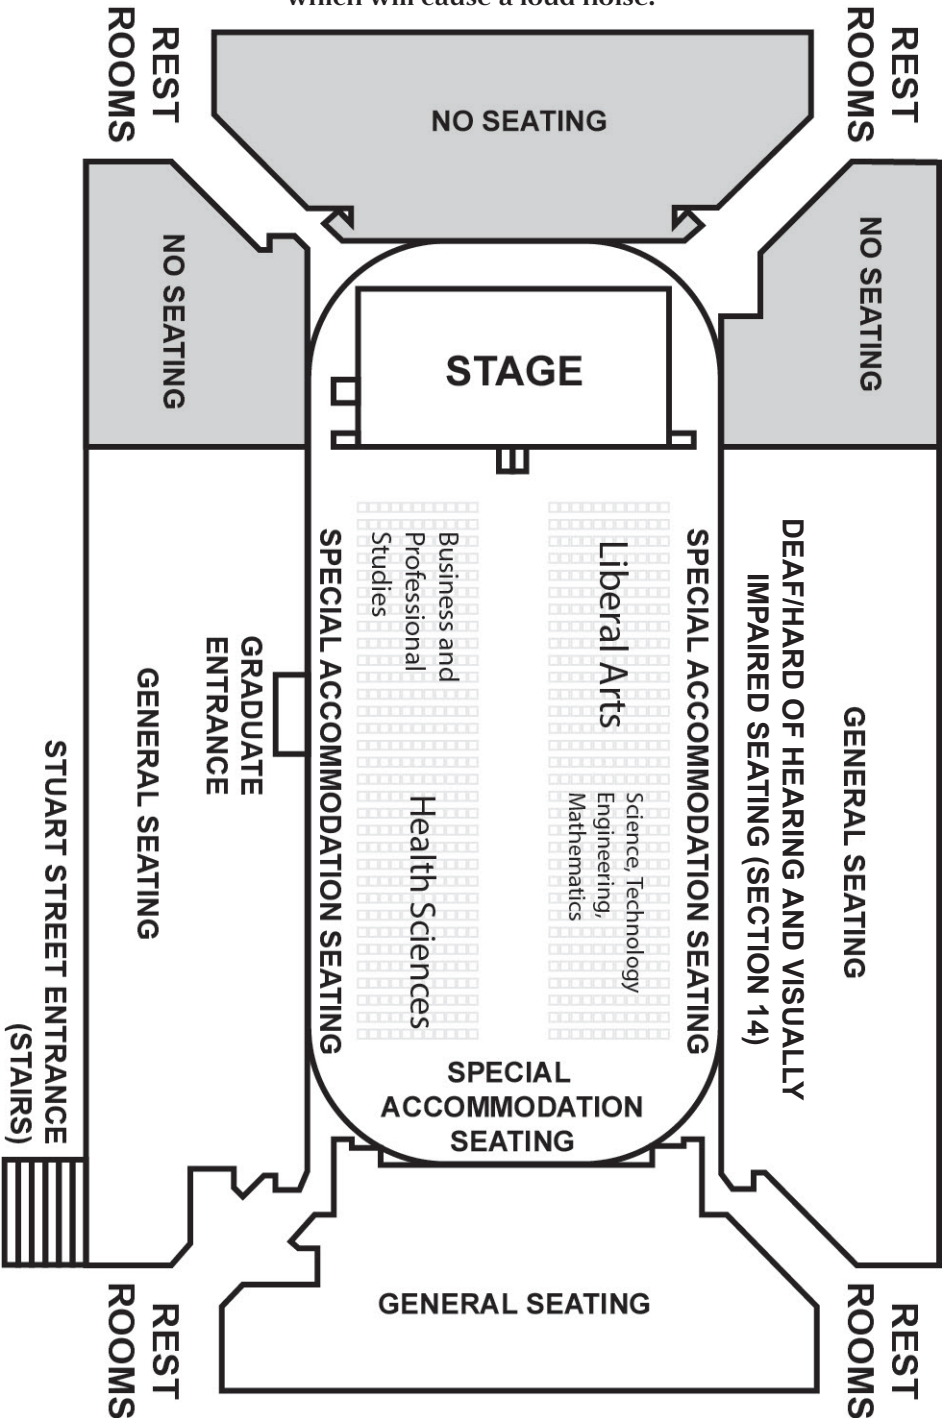 which will cause a loud noise.
REST
ROOMS
REST
ROOMS
NO SEATING
NO SEATING
NO SEATING
STAGE
SPECIAL ACCOMMODATION SEATING
Business and
Professional
Studies
Liberal Arts
SPECIAL ACCOMMODATION SEATING
DEAF/HARD OF HEARING AND VISUALLY
IMPAIRED SEATING (SECTION 14)
GENERAL SEATING
GRADUATE
ENTRANCE
GENERAL SEATING
STUART STREET ENTRANCE
(STAIRS)
Health Sciences
Science, Technology
Engineering,
Mathematics
SPECIAL
ACCOMMODATION
SEATING
GENERAL SEATING
REST
ROOMS
REST
ROOMS